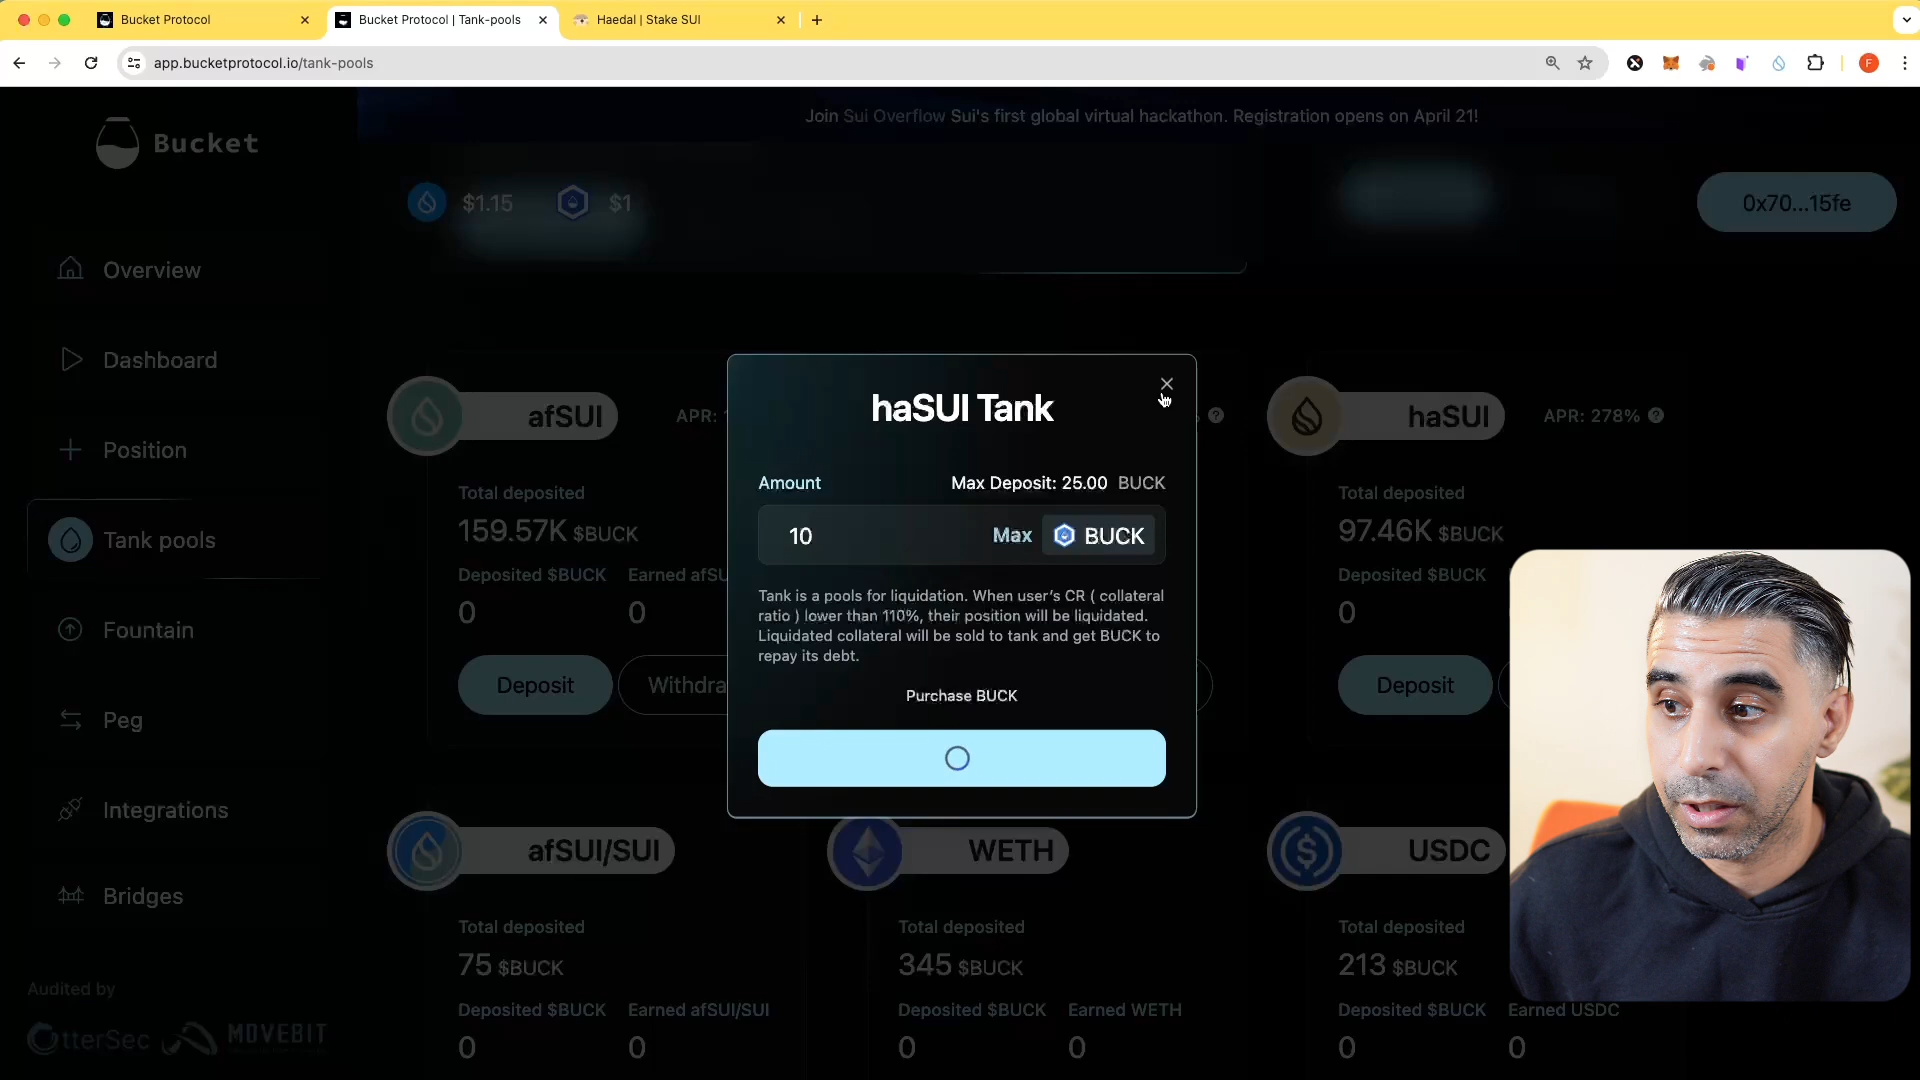 Bucket Protocol
Bucket Protocol | Tank-pools
Haedal | Stake SUI
app.bucketprotocol.io/tank-pools
F
Join Sui Overflow Sui's first global virtual hackathon. Registration opens on April 21!
Bucket
$1.15
$1
0x70...15fe
Overview
Dashboard
Position
Tank pools
Fountain
Peg
Integrations
Bridges
Audited by
OtterSec
MOVEBIT
afSUI
APR:
Total deposited
159.57K $BUCK
Deposited $BUCK
0
0
Deposit
haSUI Tank
Amount
Max Deposit: 25.00 BUCK
10
Max
BUCK
Tank is a pools for liquidation. When user's CR ( collateral
ratio ) lower than 110%, their position will be liquidated.
Liquidated collateral will be sold to tank and get BUCK to
repay its debt.
Purchase BUCK
haSUI
APR: 278%
Total deposited
97.46K $BUCK
Deposited $BUCK
0
Deposit
afSUI/SUI
Total deposited
75 $BUCK
Deposited $BUCK
Earned afSUI/SUI
0
0
WETH
Total deposited
345 $BUCK
Deposited $BUCK
Earned WETH
0
0
USDC
Total deposited
213 $BUCK
Deposited $BUCK
Earned USDC
0
0